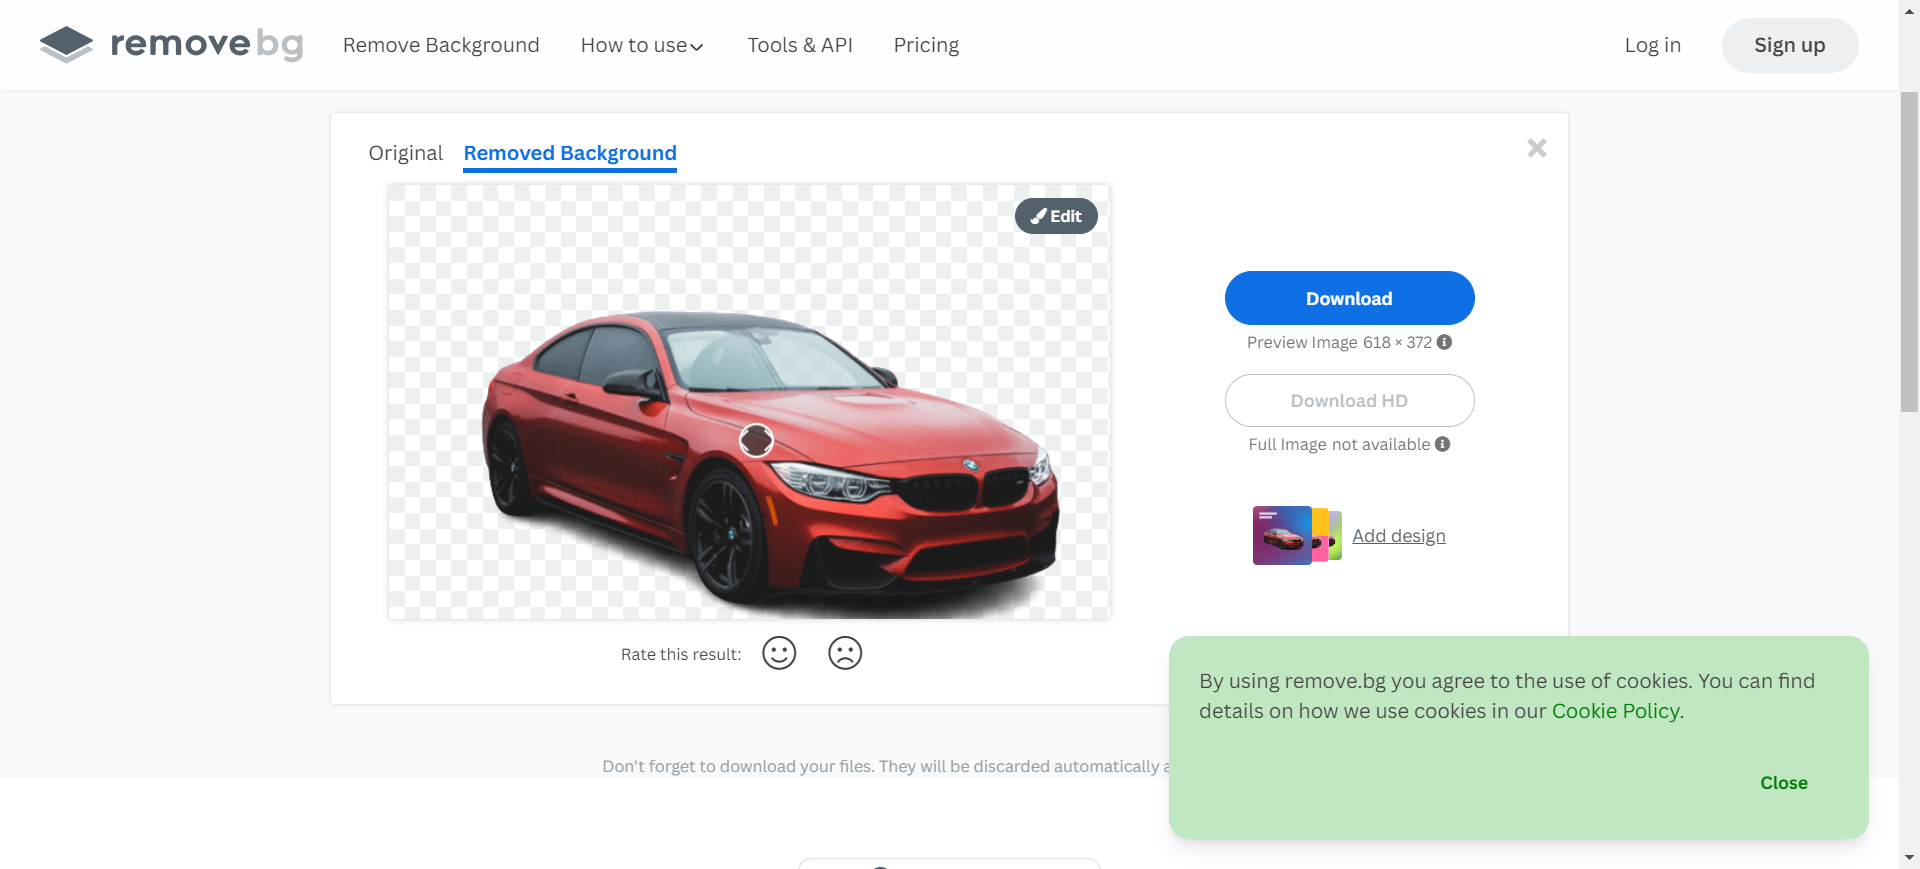 removebg
Remove Background
How to use
Tools & API
Pricing
Log in
Sign up
Original
Removed Background
Edit
Download
Preview Image 618 × 372
Download HD
Full Image not available
Add design
Rate this result:
By using remove.bg you agree to the use of cookies. You can find
details on how we use cookies in our Cookie Policy.
Close
Don't forget to download your files. They will be discarded automatically